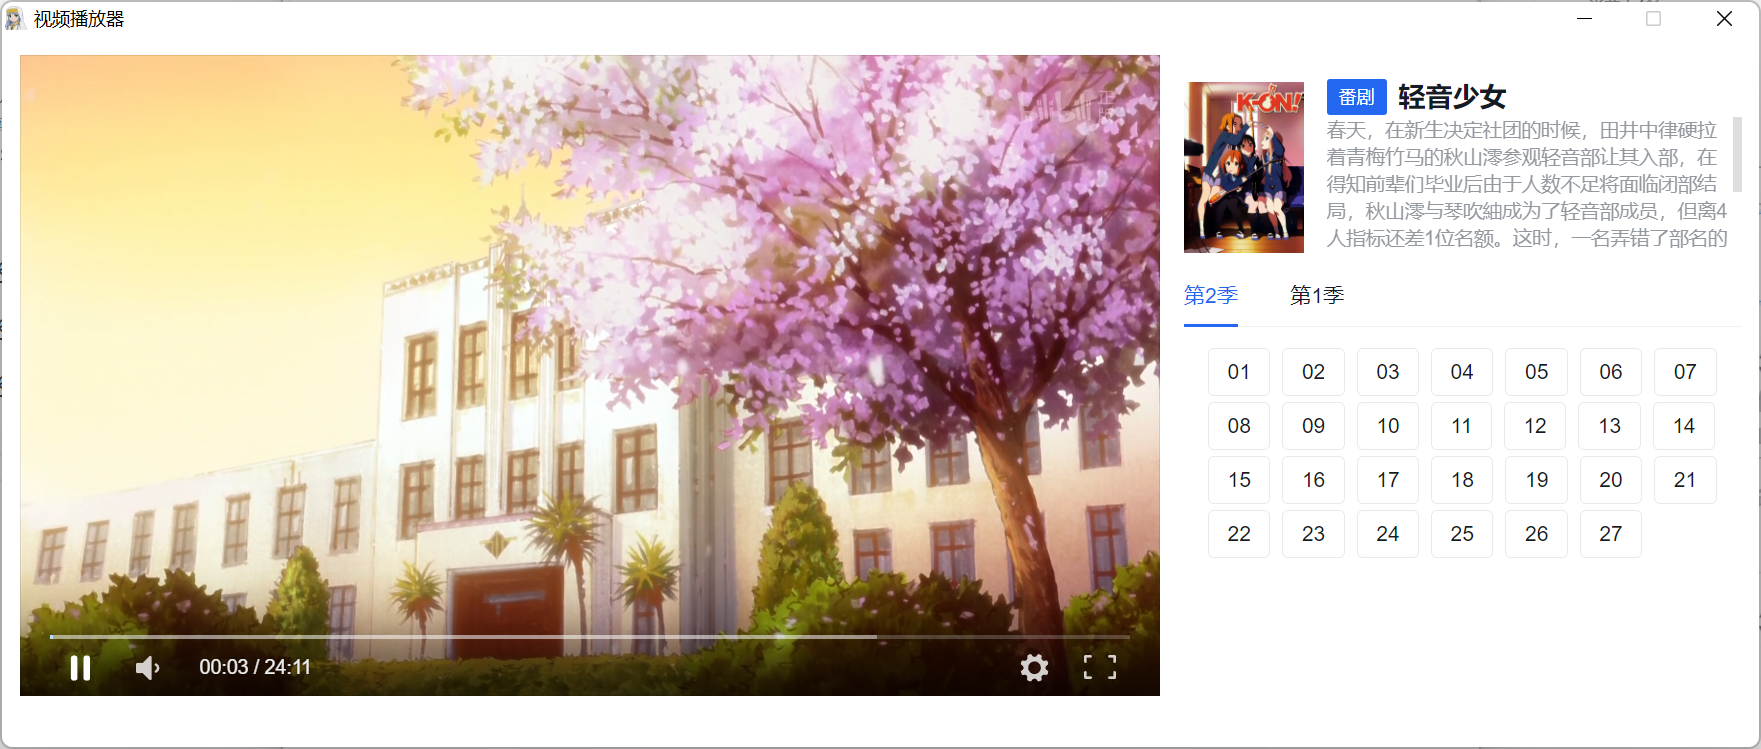 视频播放器
bilibili
正版
00:03 / 24:11
K-ON!
番剧 轻音少女
春天，在新生决定社团的时候，田井中律硬拉
着青梅竹马的秋山澪参观轻音部让其入部，在
得知前辈们毕业后由于人数不足将面临闭部结
局，秋山澪与琴吹紬成为了轻音部成员，但离4
人指标还差1位名额。这时，一名弄错了部名的
第2季 第1季
01 02 03 04 05 06 07
08 09 10 11 12 13 14
15 16 17 18 19 20 21
22 23 24 25 26 27